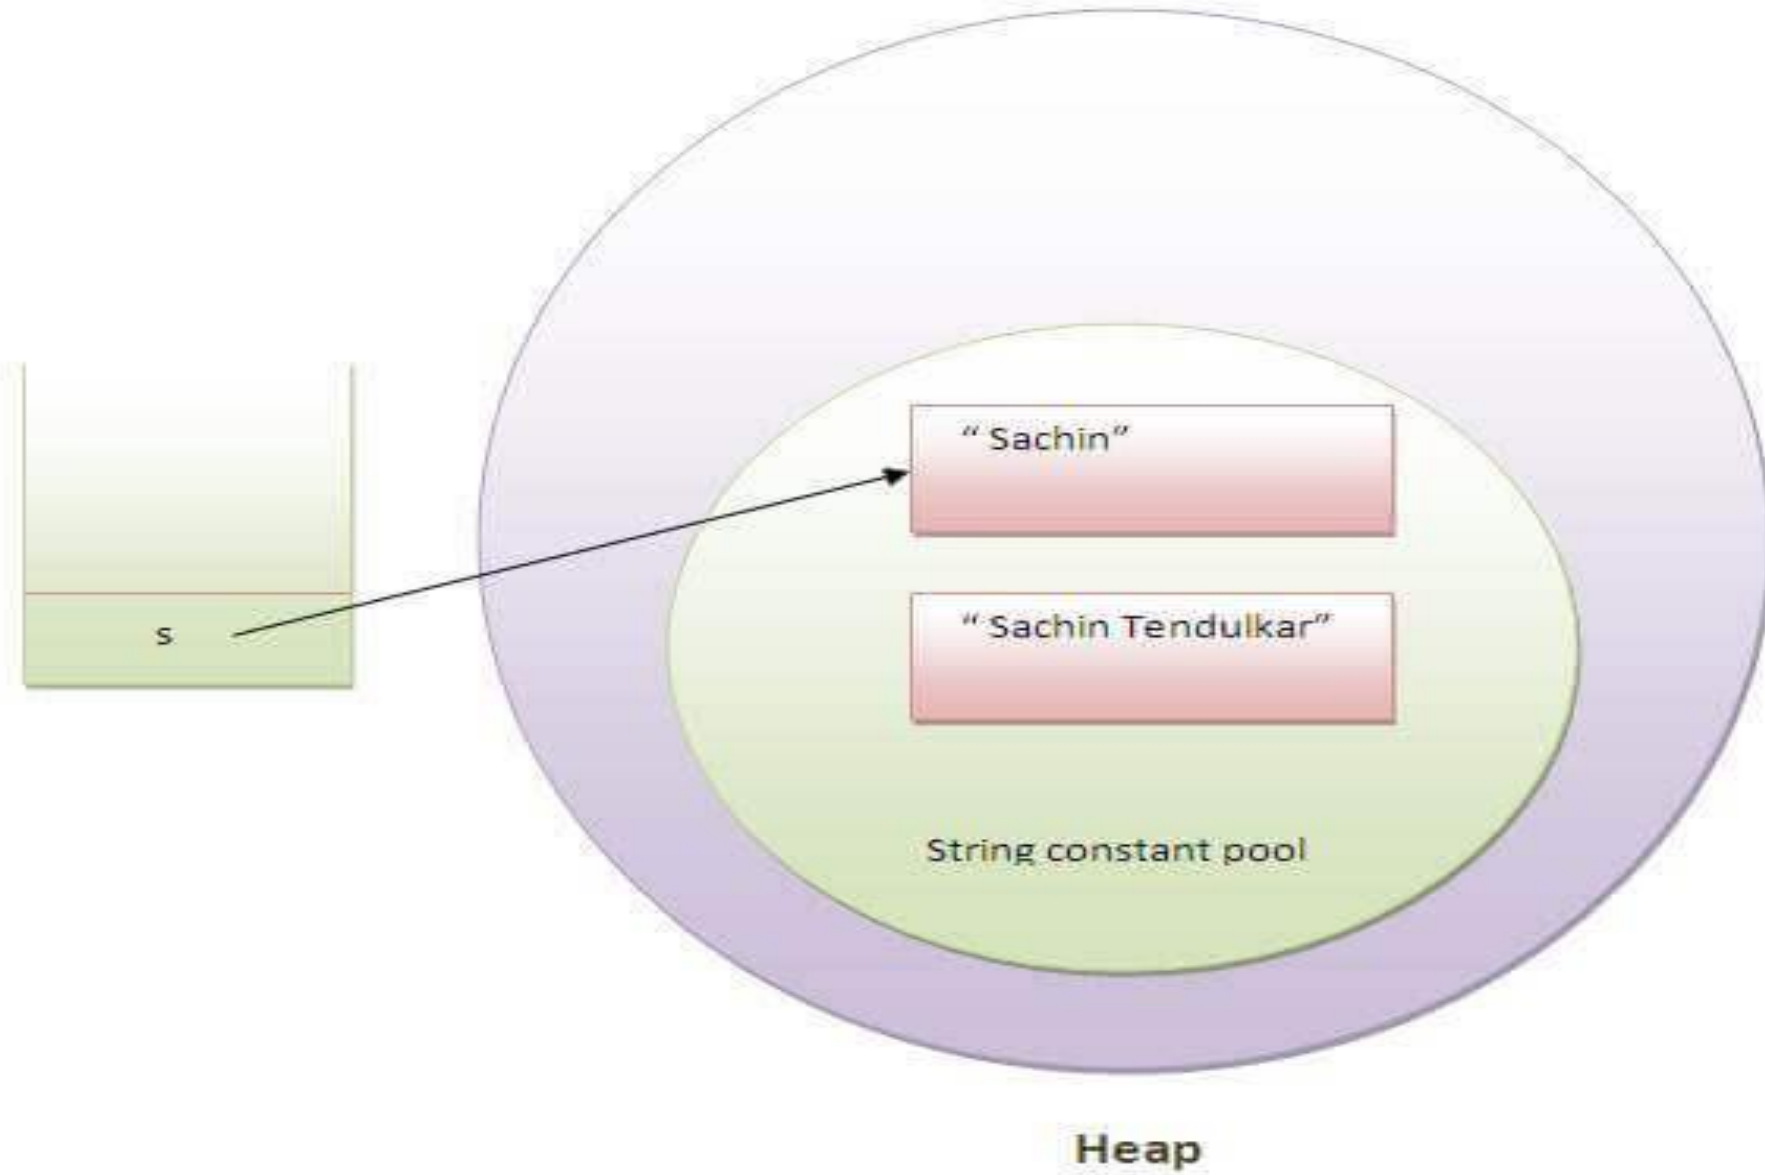 “ Sachin”
s
“ Sachin Tendulkar”
String constant pool
Heap